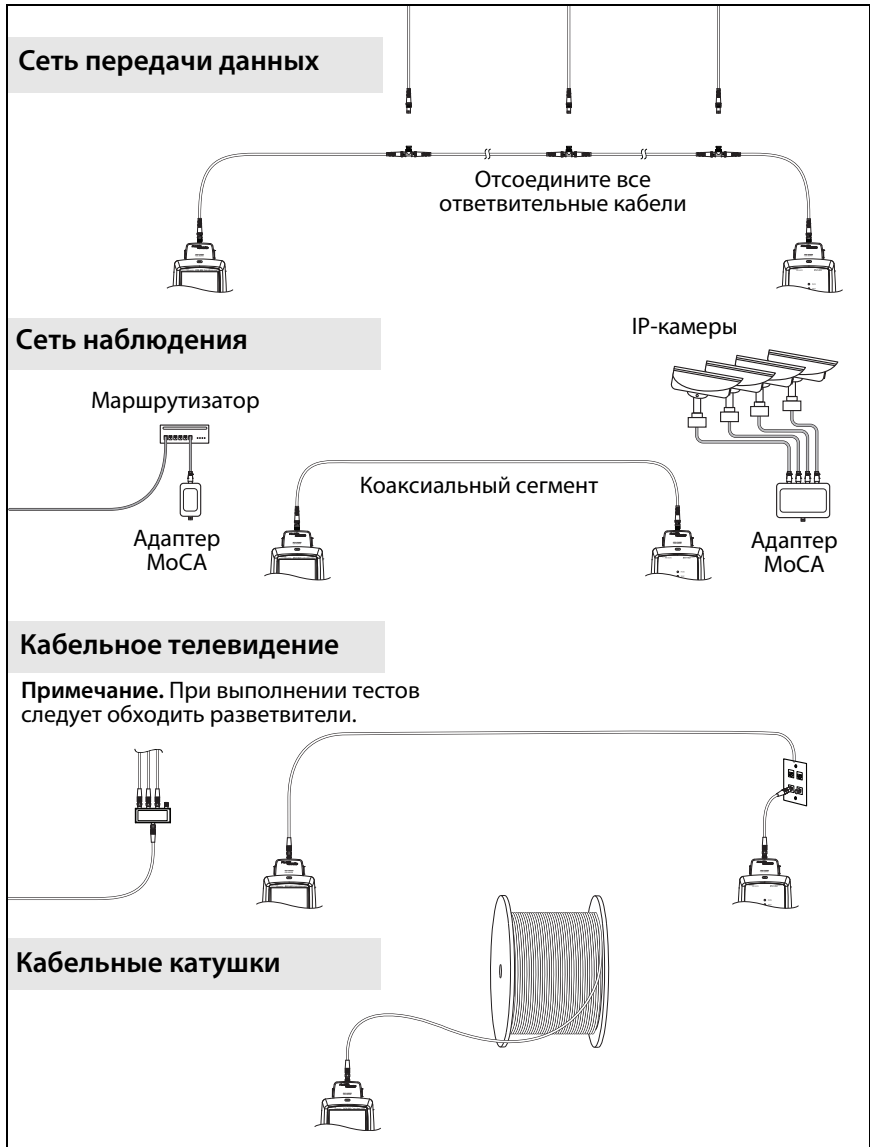 Сеть передачи данных
Отсоедините все
ответвительные кабели
Сеть наблюдения
IP-камеры
Маршрутизатор
Коаксиальный сегмент
Адаптер
MoCA
Адаптер
MoCA
Кабельное телевидение
Примечание. При выполнении тестов
следует обходить разветвители.
Кабельные катушки